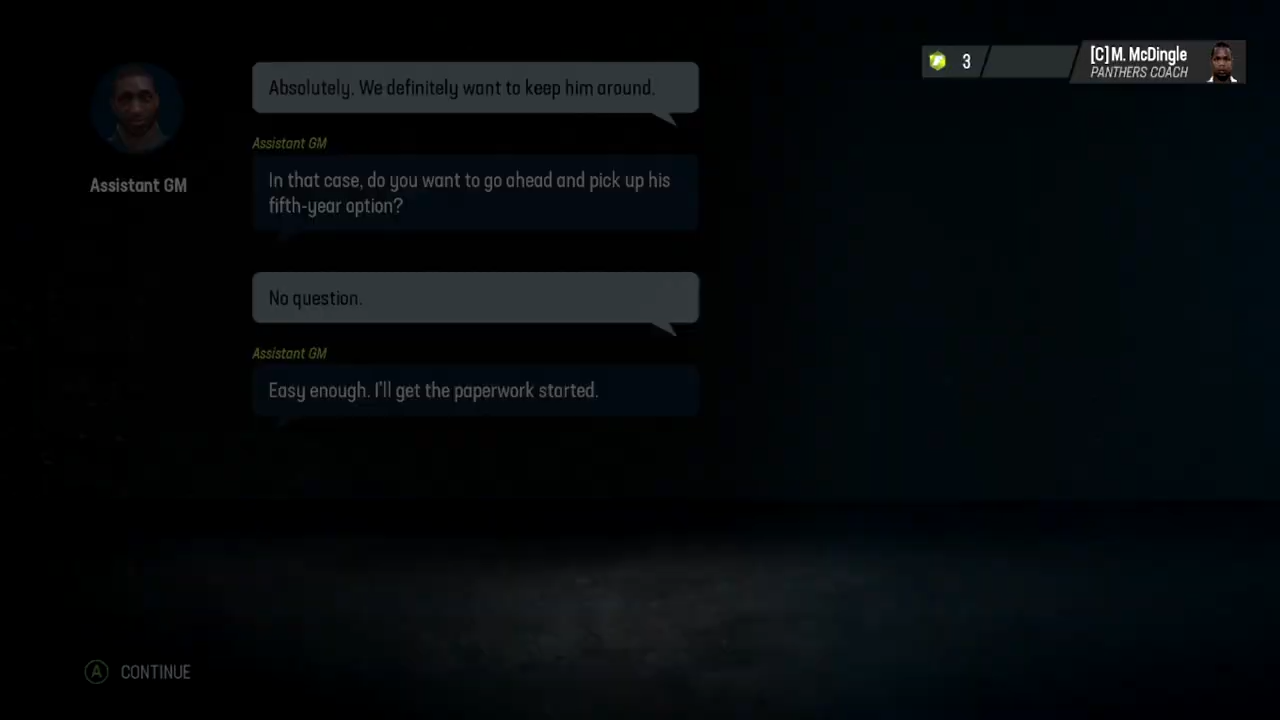 3
[C] M. McDingle
PANTHERS COACH
Absolutely. We definitely want to keep him around.
Assistant GM
Assistant GM
In that case, do you want to go ahead and pick up his
fifth-year option?
No question.
Assistant GM
Easy enough. I'll get the paperwork started.
A CONTINUE